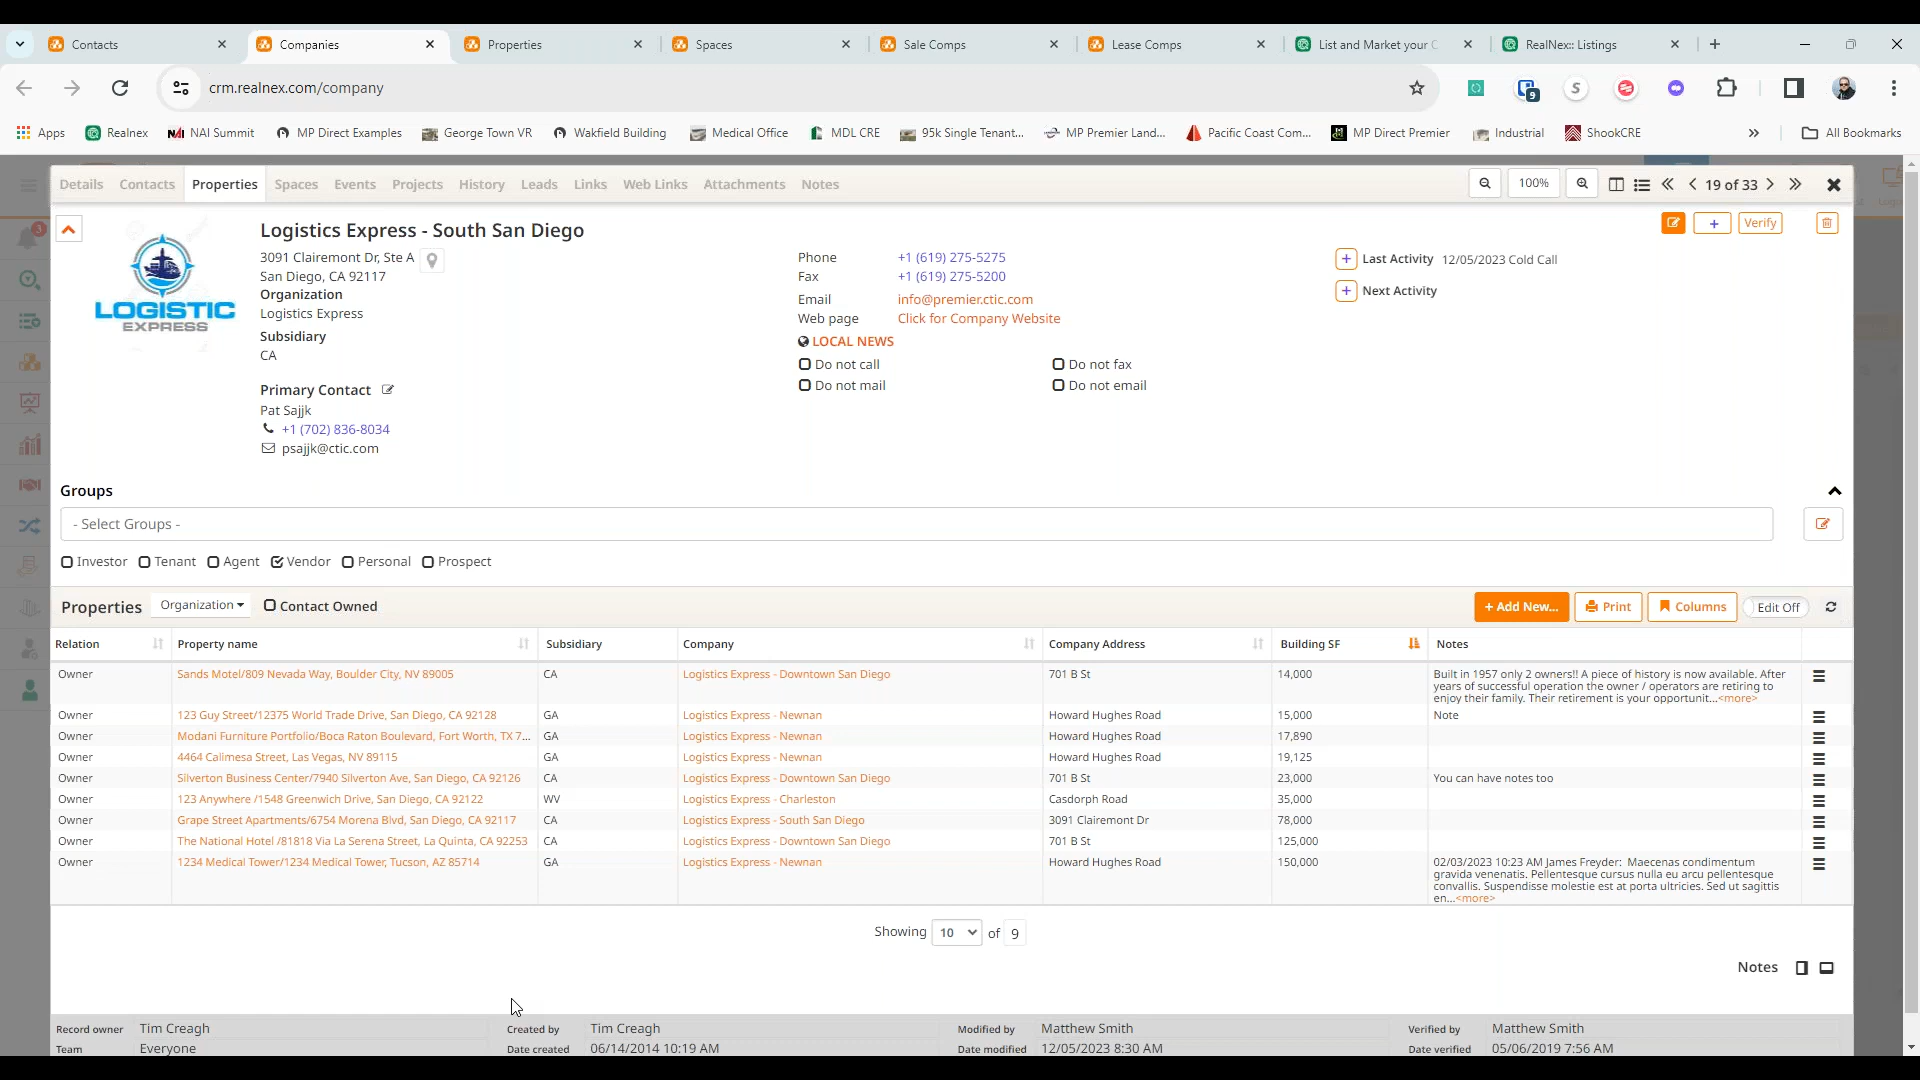 Contacts
Companies
Properties
Spaces
Sale Comps
Lease Comps
List and Market your C
RealNex:: Listings
crm.realnex.com/company
9
Apps
Realnex
NAI Summit
MP Direct Examples
George Town VR
Wakfield Building
Medical Office
MDL CRE
95k Single Tenant...
MP Premier Land...
Pacific Coast Com...
MP Direct Premier
Industrial
ShookCRE
All Bookmarks
Details Contacts Properties Spaces Events Projects History Leads Links Web Links Attachments Notes
100%
19 of 33
3
LOGISTIC
EXPRESS
Logistics Express - South San Diego
3091 Clairemont Dr, Ste A
San Diego, CA 92117
Organization
Logistics Express
Subsidiary
CA
Primary Contact
Pat Sajjk
+1 (702) 836-8034
psajjk@ctic.com
Phone +1 (619) 275-5275
Fax +1 (619) 275-5200
Email info@premier.ctic.com
Web page Click for Company Website
LOCAL NEWS
Do not call Do not fax
Do not mail Do not email
+ Verify
+ Last Activity 12/05/2023 Cold Call
+ Next Activity
Groups
- Select Groups -
Investor Tenant Agent Vendor Personal Prospect
Properties Organization Contact Owned
+ Add New... Print Columns Edit Off
Relation Property name Subsidiary Company Company Address Building SF Notes
Owner Sands Motel/809 Nevada Way, Boulder City, NV 89005 CA Logistics Express - Downtown San Diego 701 B St 14,000 Built in 1957 only 2 owners!! A piece of history is now available. After
years of successful operation the owner / operators are retiring to
enjoy their family. Their retirement is your opportunit...<more>
Owner 123 Guy Street/12375 World Trade Drive, San Diego, CA 92128 GA Logistics Express - Newnan Howard Hughes Road 15,000 Note
Owner Modani Furniture Portfolio/Boca Raton Boulevard, Fort Worth, TX 7... GA Logistics Express - Newnan Howard Hughes Road 17,890
Owner 4464 Calimesa Street, Las Vegas, NV 89115 GA Logistics Express - Newnan Howard Hughes Road 19,125
Owner Silverton Business Center/7940 Silverton Ave, San Diego, CA 92126 CA Logistics Express - Downtown San Diego 701 B St 23,000 You can have notes too
Owner 123 Anywhere /1548 Greenwich Drive, San Diego, CA 92122 WV Logistics Express - Charleston Casdorph Road 35,000
Owner Grape Street Apartments/6754 Morena Blvd, San Diego, CA 92117 CA Logistics Express - South San Diego 3091 Clairemont Dr 78,000
Owner The National Hotel /81818 Via La Serena Street, La Quinta, CA 92253 CA Logistics Express - Downtown San Diego 701 B St 125,000
Owner 1234 Medical Tower/1234 Medical Tower, Tucson, AZ 85714 GA Logistics Express - Newnan Howard Hughes Road 150,000 02/03/2023 10:23 AM James Freyder: Maecenas condimentum
gravida venenatis. Pellentesque cursus nulla eu arcu pellentesque
convallis. Suspendisse molestie est at porta ultricies. Sed ut sagittis
en...<more>
Showing 10 of 9
Notes
Record owner Tim Creagh Created by Tim Creagh Modified by Matthew Smith Verified by Matthew Smith
Team Everyone Date created 06/14/2014 10:19 AM Date modified 12/05/2023 8:30 AM Date verified 05/06/2019 7:56 AM